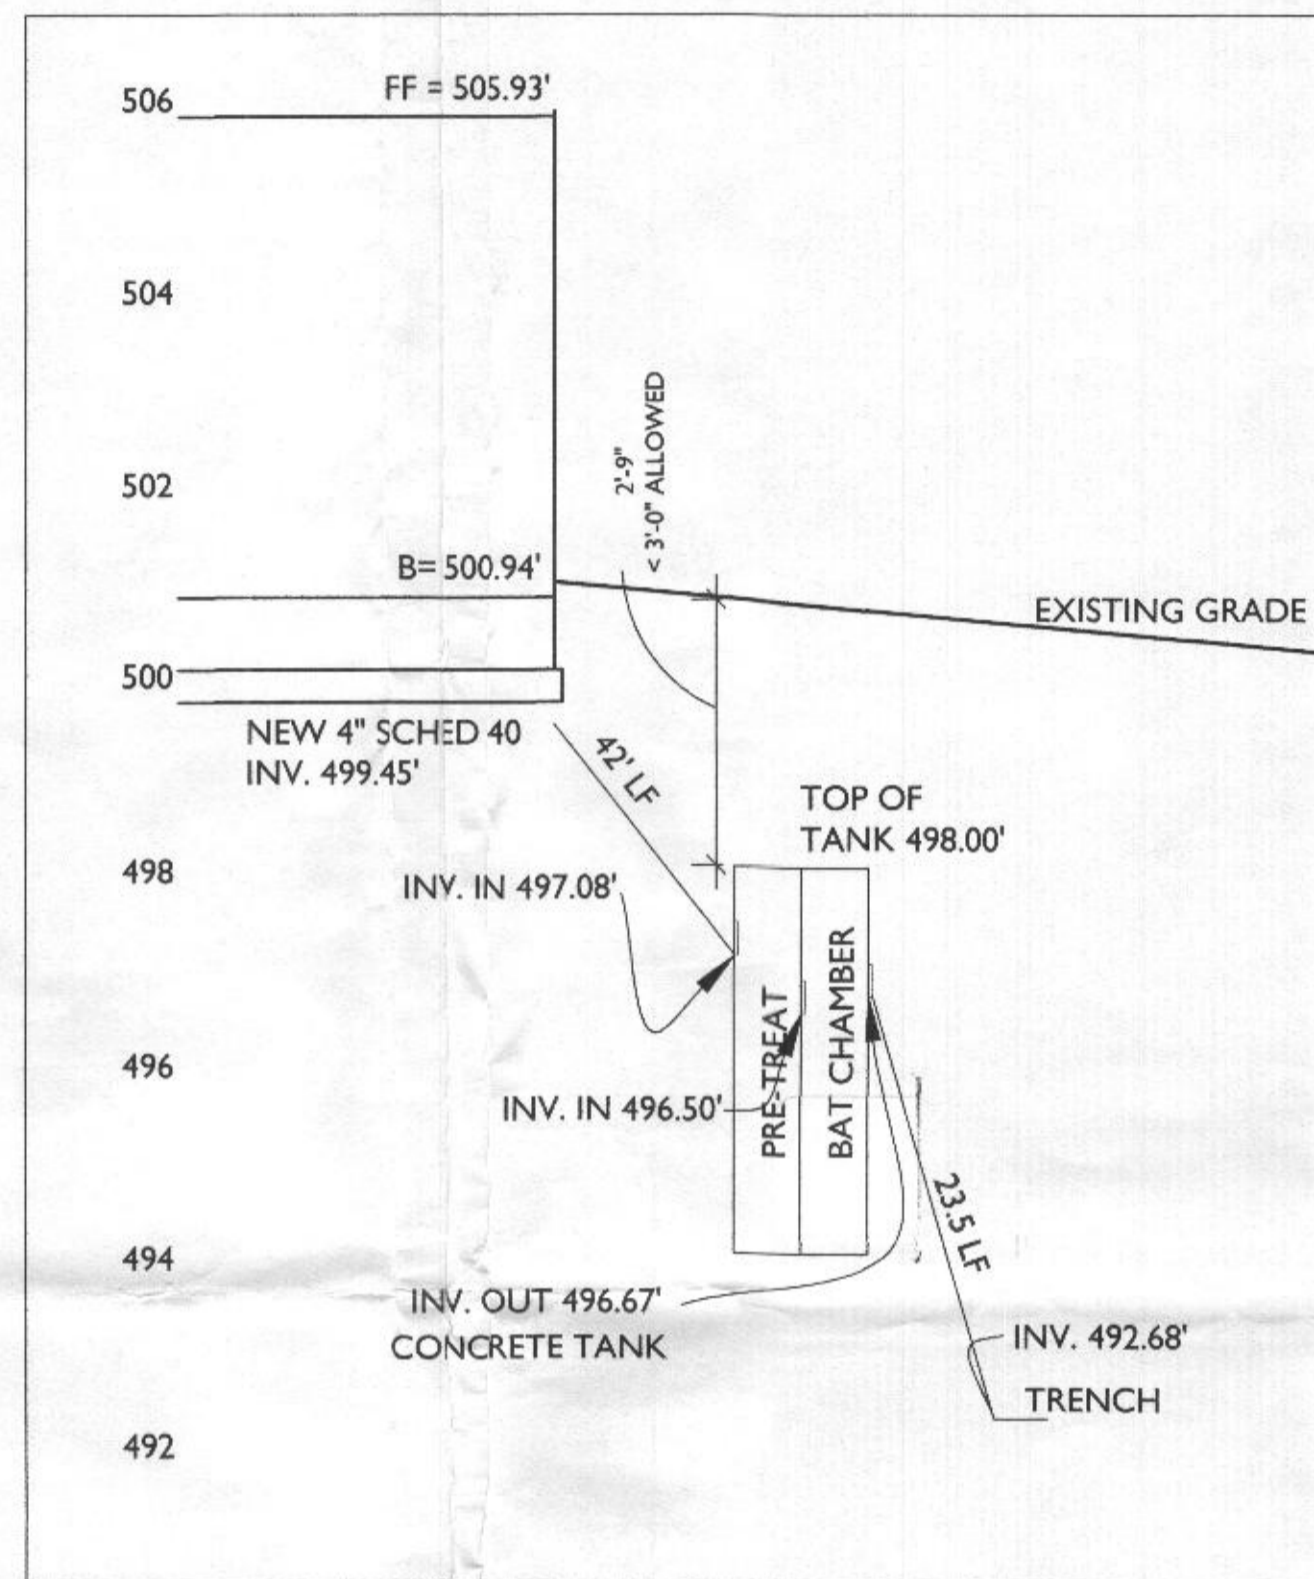 506
FF = 505.93'
504
2'-9"
< 3'-0" ALLOWED
502
B= 500.94'
EXISTING GRADE
500
NEW 4" SCHED 40
INV. 499.45'
42' LF
TOP OF
TANK 498.00'
498
INV. IN 497.08'
PRE-TREAT
BAT CHAMBER
496
INV. IN 496.50'
23.5 LF
494
INV. OUT 496.67'
CONCRETE TANK
INV. 492.68'
TRENCH
492